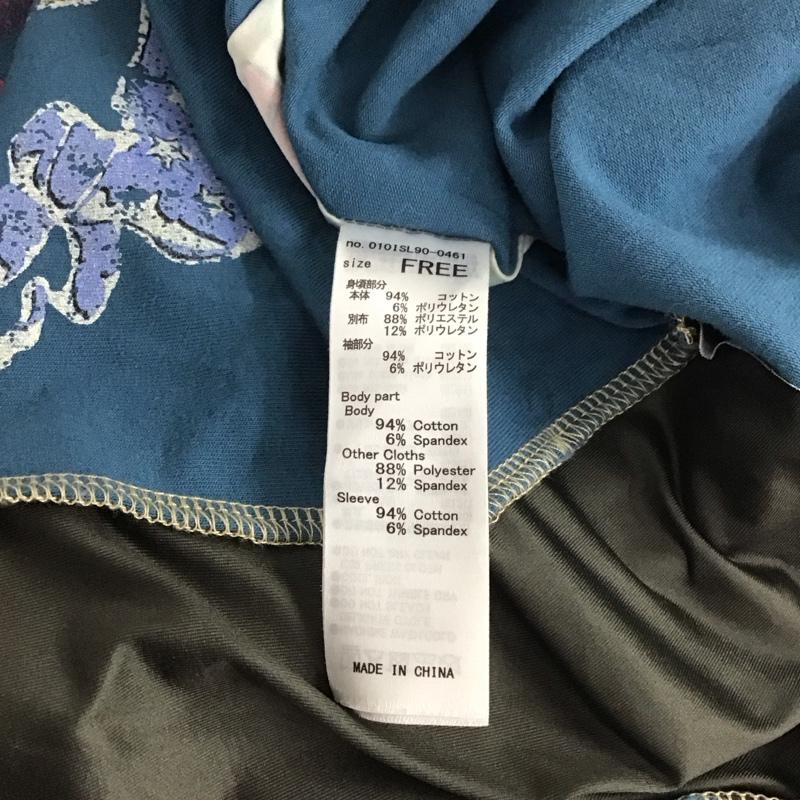 no. 0101SL90-0461
size FREE
身頃部分
本体 94% コットン
6% ポリウレタン
別布 88% ポリエステル
12% ポリウレタン
袖部分
94% コットン
6% ポリウレタン
Body part
Body
94% Cotton
6% Spandex
Other Cloths
88% Polyester
12% Spandex
Sleeve
94% Cotton
6% Spandex
MADE IN CHINA